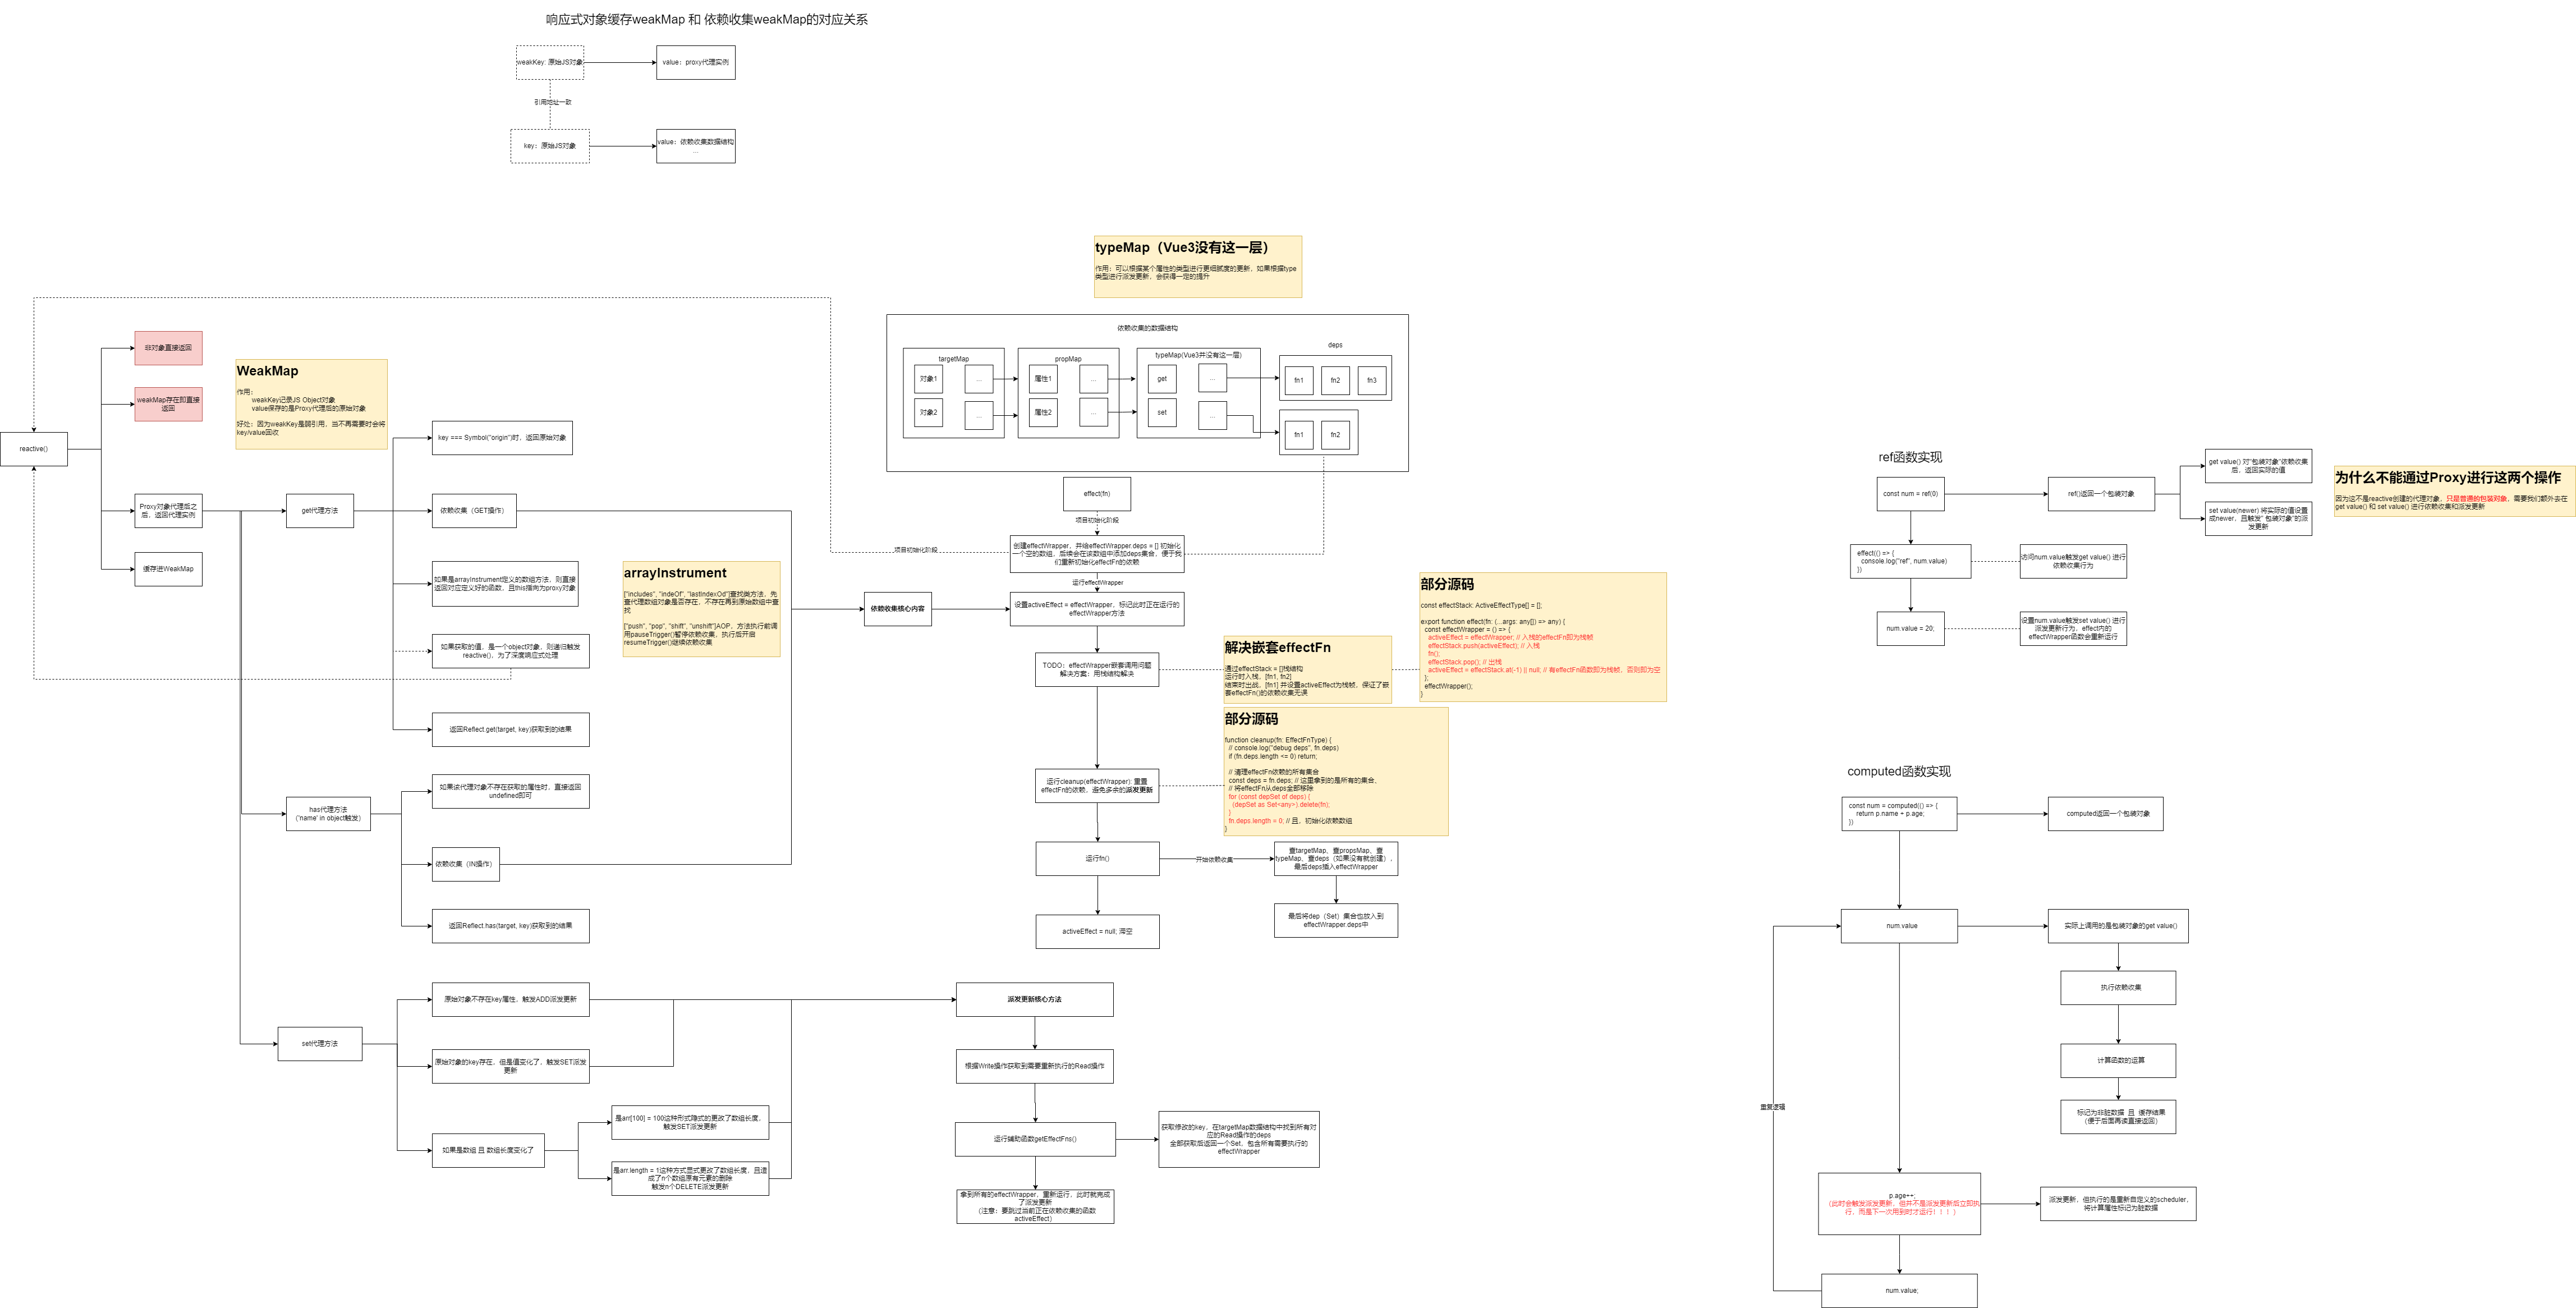 响应式对象缓存weakMap 和 依赖收集weakMap的对应关系
weakKey: 原始JS对象
value：proxy代理实例
引用地址一致
key：原始JS对象
value：依赖收集数据结构
...
typeMap（Vue3没有这一层）
作用：可以根据某个属性的类型进行更细腻度的更新，如果根据type
类型进行派发更新，会获得一定的提升
依赖收集的数据结构
targetMap
对象1
...
对象2
...
propMap
属性1
...
属性2
...
typeMap(Vue3并没有这一层)
get
...
set
...
deps
fn1
fn2
fn3
fn1
fn2
reactive()
非对象直接返回
weakMap存在即直接
返回
Proxy对象代理后之
后，返回代理实例
缓存进WeakMap
WeakMap
作用：
weakKey记录JS Object对象
value保存的是Proxy代理后的原始对象
好处：因为weakKey是弱引用，当不再需要时会将
key/value回收
get代理方法
key === Symbol("origin")时，返回原始对象
依赖收集（GET操作）
如果是arrayInstrument定义的数组方法，则直接
返回对应定义好的函数，且this指向为proxy对象
如果获取的值，是一个object对象，则递归触发
reactive()，为了深度响应式处理
返回Reflect.get(target, key)获取到的结果
arrayInstrument
["includes", "indeOf", "lastIndexOd"]查找类方法，先
查代理数组对象是否存在，不存在再到原始数组中查
找
["push", "pop", "shift", "unshift"]AOP，方法执行前调
用pauseTrigger()暂停依赖收集，执行后开启
resumeTrigger()继续依赖收集
has代理方法
（'name' in object触发）
如果该代理对象不存在获取的属性时，直接返回
undefined即可
依赖收集（IN操作）
返回Reflect.has(target, key)获取到的结果
set代理方法
原始对象不存在key属性，触发ADD派发更新
原始对象的key存在，但是值变化了，触发SET派发
更新
如果是数组 且 数组长度变化了
是arr[100] = 100这种形式隐式的更改了数组长度，
触发SET派发更新
是arr.length = 1这种方式显式更改了数组长度，且造
成了n个数组原有元素的删除
触发n个DELETE派发更新
依赖收集核心内容
effect(fn)
项目初始化阶段
项目初始化阶段
创建effectWrapper，并给effectWrapper.deps = [] 初始化
一个空的数组，后续会在该数组中添加deps集合，便于我
们重新初始化effectFn的依赖
运行effectWrapper
设置activeEffect = effectWrapper，标记此时正在运行的
effectWrapper方法
TODO：effectWrapper嵌套调用问题
解决方案：用栈结构解决
解决嵌套effectFn
通过effectStack = []栈结构
运行时入栈，[fn1, fn2]
结束时出战，[fn1] 并设置activeEffect为栈帧，保证了嵌
套effectFn()的依赖收集无误
部分源码
const effectStack: ActiveEffectType[] = [];
export function effect(fn: (...args: any[]) => any) {
const effectWrapper = () => {
activeEffect = effectWrapper; // 入栈的effectFn即为栈帧
effectStack.push(activeEffect); // 入栈
fn();
effectStack.pop(); // 出栈
activeEffect = effectStack.at(-1) || null; // 有effectFn函数即为栈帧，否则即为空
};
effectWrapper();
}
部分源码
function cleanup(fn: EffectFnType) {
// console.log("debug deps", fn.deps)
if (fn.deps.length <= 0) return;
// 清理effectFn依赖的所有集合
const deps = fn.deps; // 这里拿到的是所有的集合，
// 将effectFn从deps全部移除
for (const depSet of deps) {
(depSet as Set<any>).delete(fn);
}
fn.deps.length = 0; // 且，初始化依赖数组
}
运行cleanup(effectWrapper): 重置
effectFn的依赖，避免多余的派发更新
运行fn()
开始依赖收集
查targetMap、查propsMap、查
typeMap、查deps（如果没有就创建），
最后deps插入effectWrapper
最后将dep（Set）集合也放入到
effectWrapper.deps中
activeEffect = null; 滞空
派发更新核心方法
根据Write操作获取到需要重新执行的Read操作
运行辅助函数getEffectFns()
获取修改的key，在targetMap数据结构中找到所有对
应的Read操作的deps
全部获取后返回一个Set，包含所有需要执行的
effectWrapper
拿到所有的effectWrapper，重新运行，此时就完成
了派发更新
（注意：要跳过当前正在依赖收集的函数
activeEffect）
ref函数实现
const num = ref(0)
ref()返回一个包装对象
get value() 对"包装对象"依赖收集
后，返回实际的值
set value(newer) 将实际的值设置
成newer，且触发" 包装对象"的派
发更新
为什么不能通过Proxy进行这两个操作
因为这不是reactive创建的代理对象，只是普通的包装对象，需要我们额外去在
get value() 和 set value() 进行依赖收集和派发更新
effect(() => {
console.log("ref", num.value)
})
访问num.value触发get value() 进行
依赖收集行为
num.value = 20;
设置num.value触发set value() 进行
派发更新行为，effect内的
effectWrapper函数会重新运行
computed函数实现
const num = computed(() => {
return p.name + p.age;
})
computed返回一个包装对象
num.value
实际上调用的是包装对象的get value()
执行依赖收集
计算函数的运算
标记为非脏数据 且 缓存结果
（便于后面再读直接返回）
重复逻辑
p.age++;
（此时会触发派发更新，但并不是派发更新后立即执
行，而是下一次用到时才运行！！！）
派发更新，但执行的是重新自定义的scheduler，
将计算属性标记为脏数据
num.value;